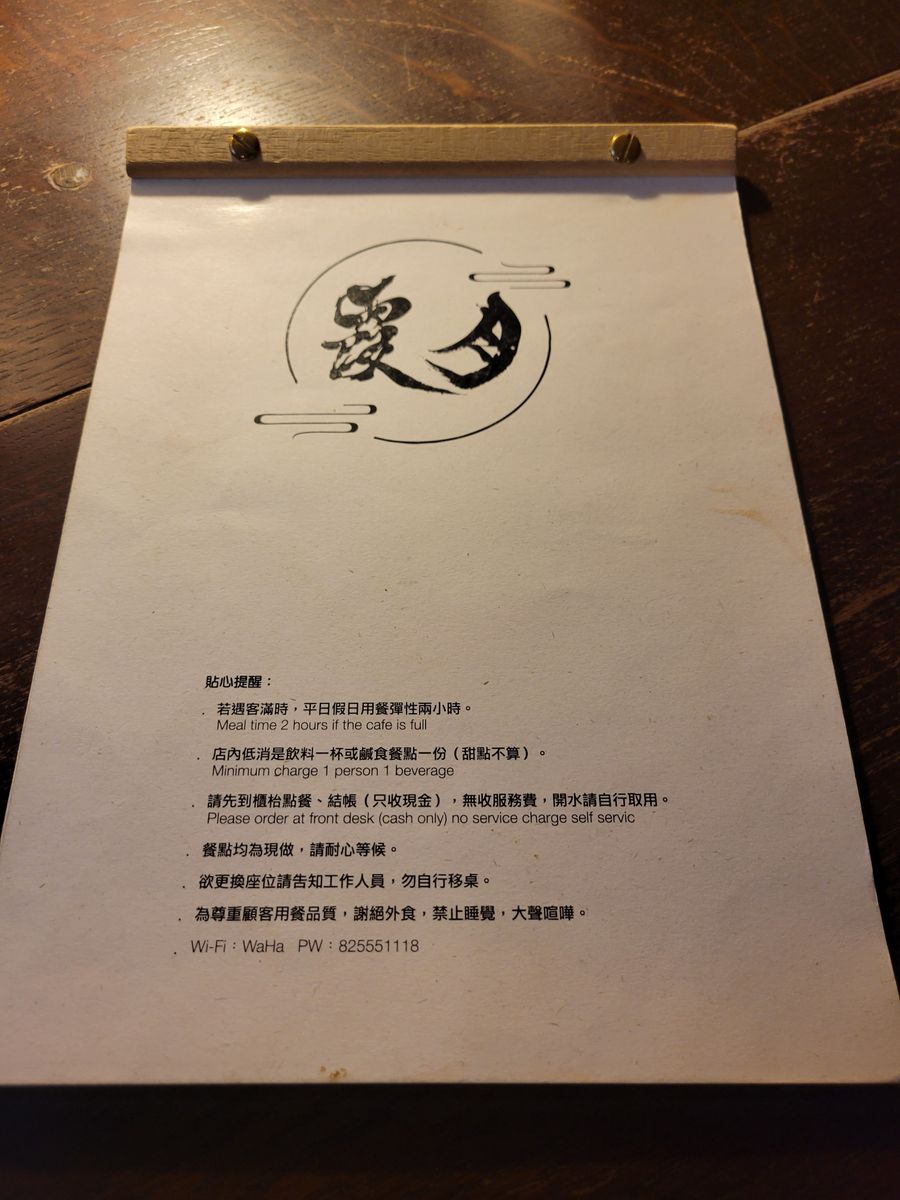 月
貼心提醒：
. 若遇客滿時，平日假日用餐彈性兩小時。
Meal time 2 hours if the cafe is full
. 店內低消是飲料一杯或鹹食餐點一份（甜點不算）。
Minimum charge 1 person 1 beverage
. 請先到櫃枱點餐、結帳（只收現金），無收服務費，開水請自行取用。
Please order at front desk (cash only) no service charge self servic
. 餐點均為現做，請耐心等候。
. 欲更換座位請告知工作人員，勿自行移桌。
. 為尊重顧客用餐品質，謝絕外食，禁止睡覺，大聲喧嘩。
. Wi-Fi：WaHa PW：825551118